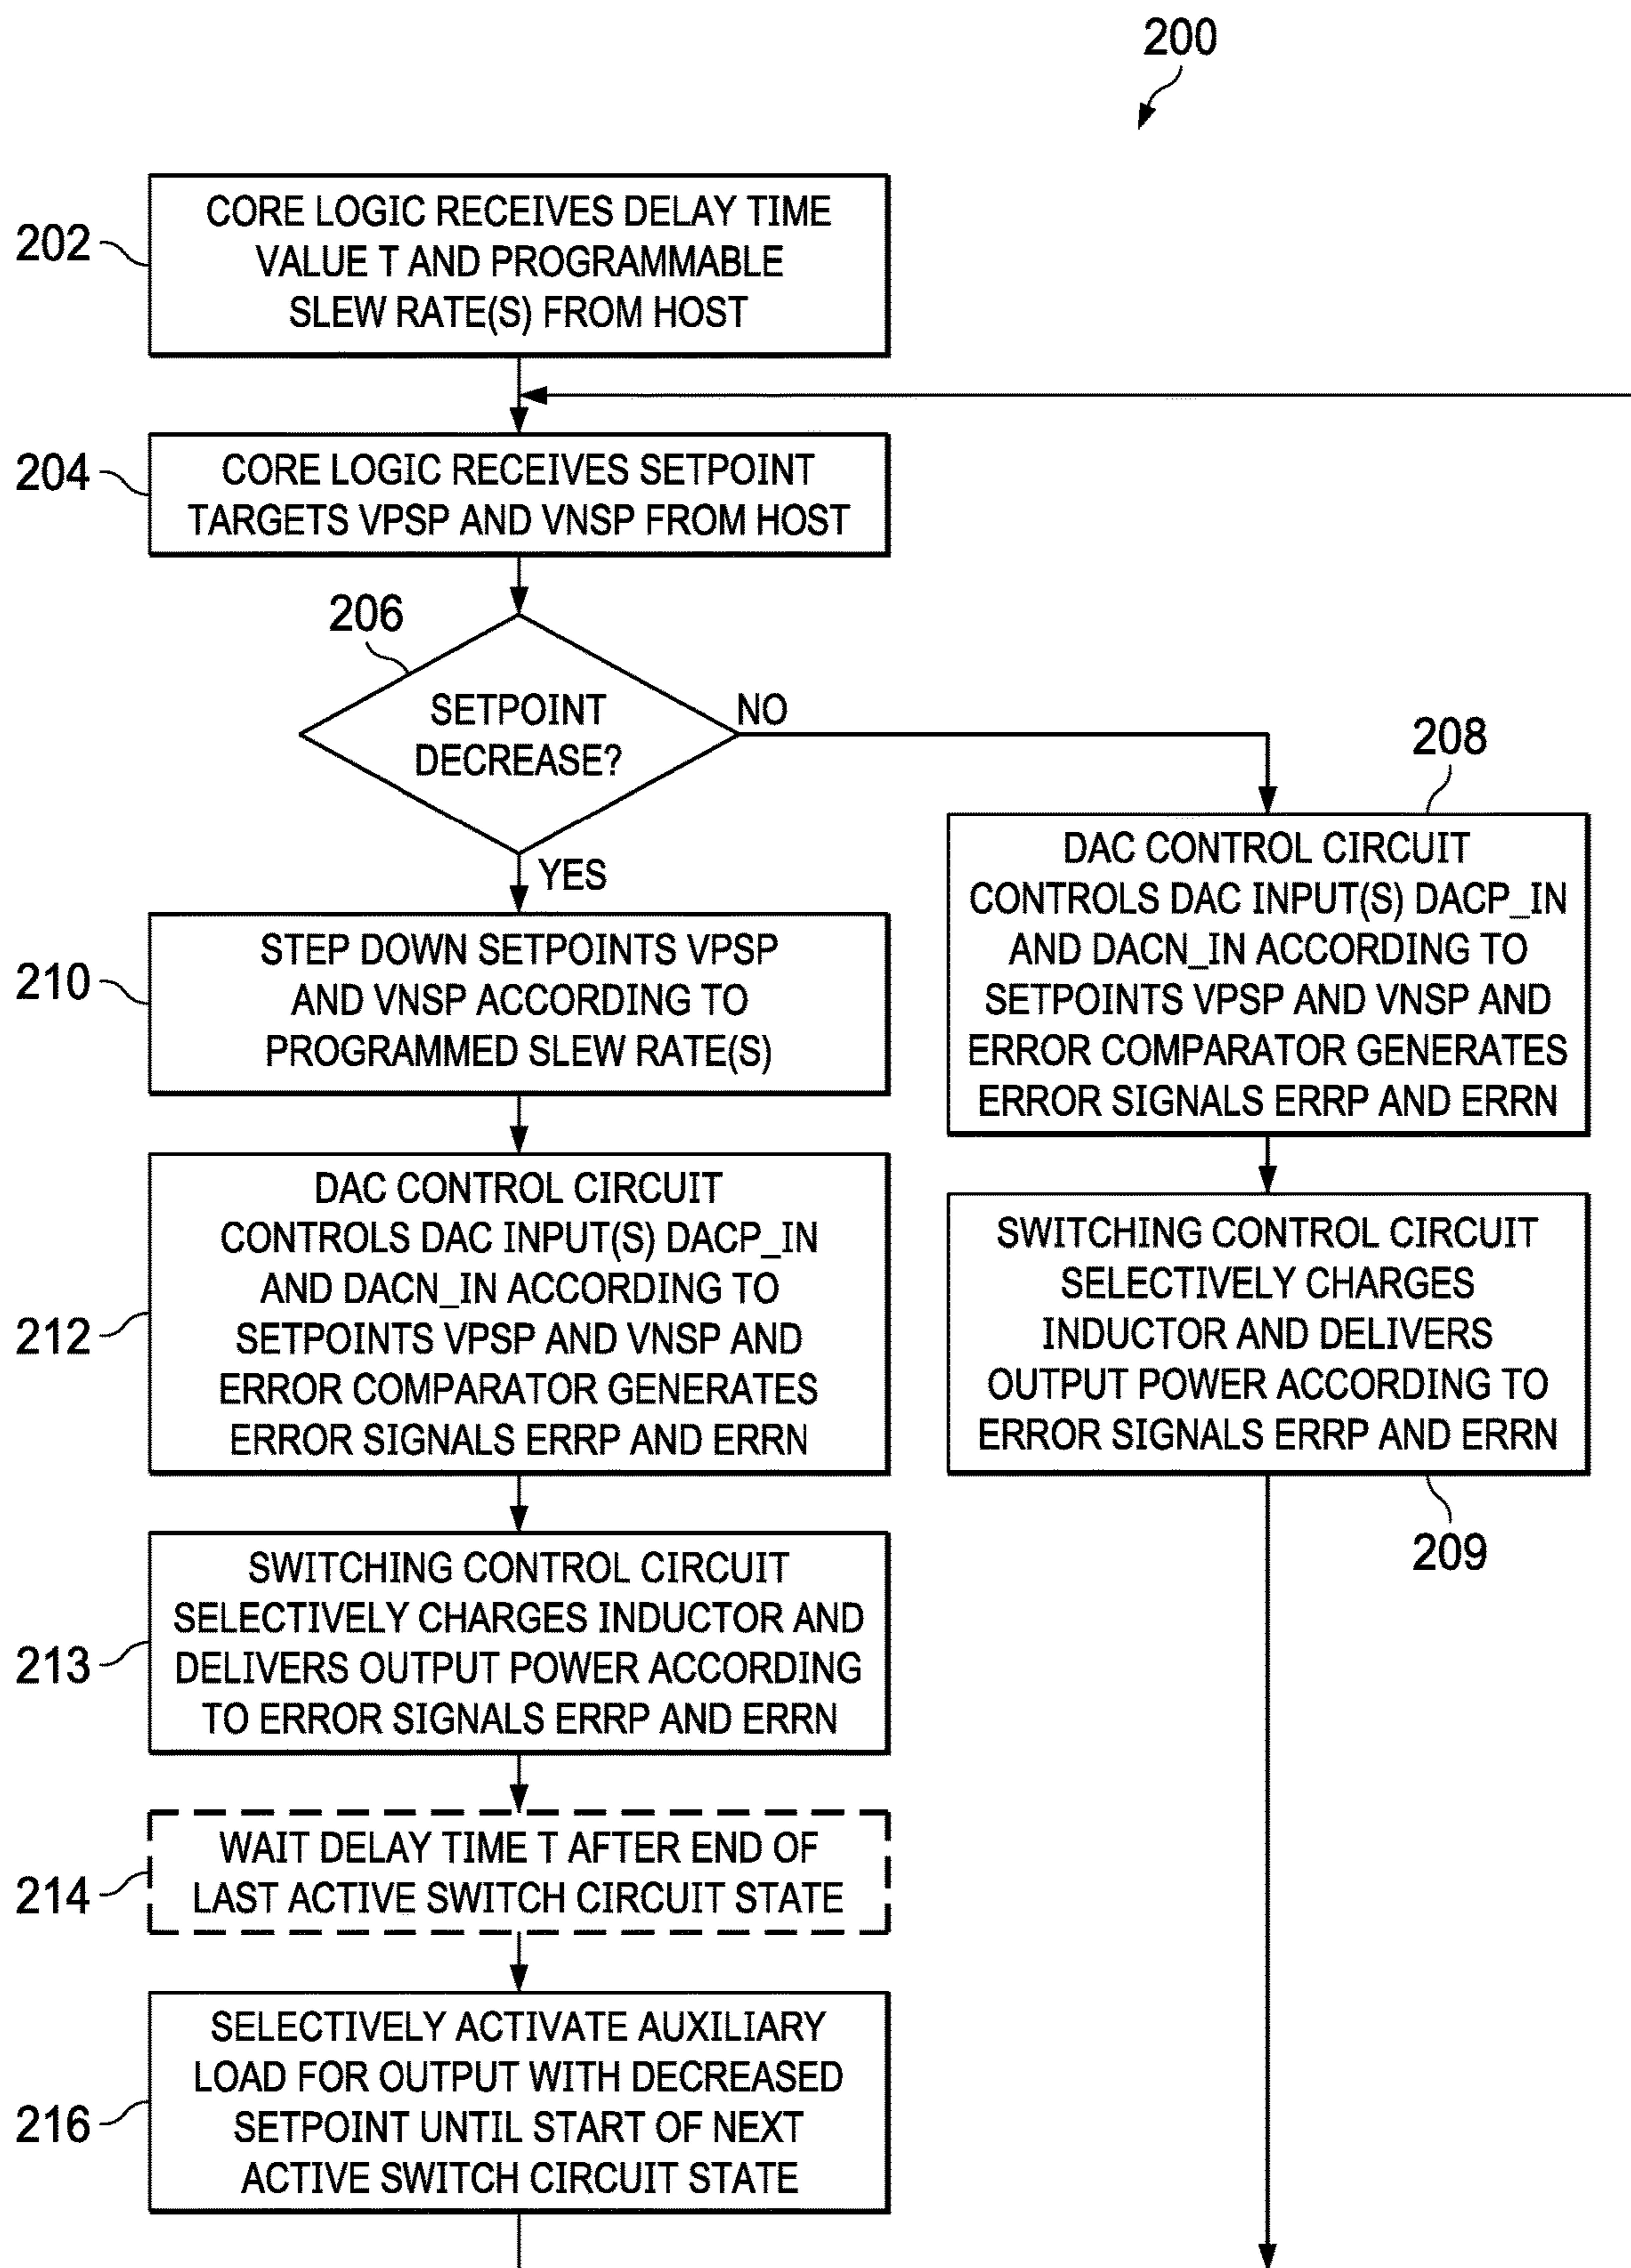 200
202
CORE LOGIC RECEIVES DELAY TIME
VALUE T AND PROGRAMMABLE
SLEW RATE(S) FROM HOST
204
CORE LOGIC RECEIVES SETPOINT
TARGETS VPSP AND VNSP FROM HOST
206
SETPOINT
DECREASE?
NO
YES
208
DAC CONTROL CIRCUIT
CONTROLS DAC INPUT(S) DACP_IN
AND DACN_IN ACCORDING TO
SETPOINTS VPSP AND VNSP AND
ERROR COMPARATOR GENERATES
ERROR SIGNALS ERRP AND ERRN
SWITCHING CONTROL CIRCUIT
SELECTIVELY CHARGES
INDUCTOR AND DELIVERS
OUTPUT POWER ACCORDING TO
ERROR SIGNALS ERRP AND ERRN
209
210
STEP DOWN SETPOINTS VPSP
AND VNSP ACCORDING TO
PROGRAMMED SLEW RATE(S)
212
DAC CONTROL CIRCUIT
CONTROLS DAC INPUT(S) DACP_IN
AND DACN_IN ACCORDING TO
SETPOINTS VPSP AND VNSP AND
ERROR COMPARATOR GENERATES
ERROR SIGNALS ERRP AND ERRN
213
SWITCHING CONTROL CIRCUIT
SELECTIVELY CHARGES INDUCTOR AND
DELIVERS OUTPUT POWER ACCORDING
TO ERROR SIGNALS ERRP AND ERRN
214
WAIT DELAY TIME T AFTER END OF
LAST ACTIVE SWITCH CIRCUIT STATE
216
SELECTIVELY ACTIVATE AUXILIARY
LOAD FOR OUTPUT WITH DECREASED
SETPOINT UNTIL START OF NEXT
ACTIVE SWITCH CIRCUIT STATE